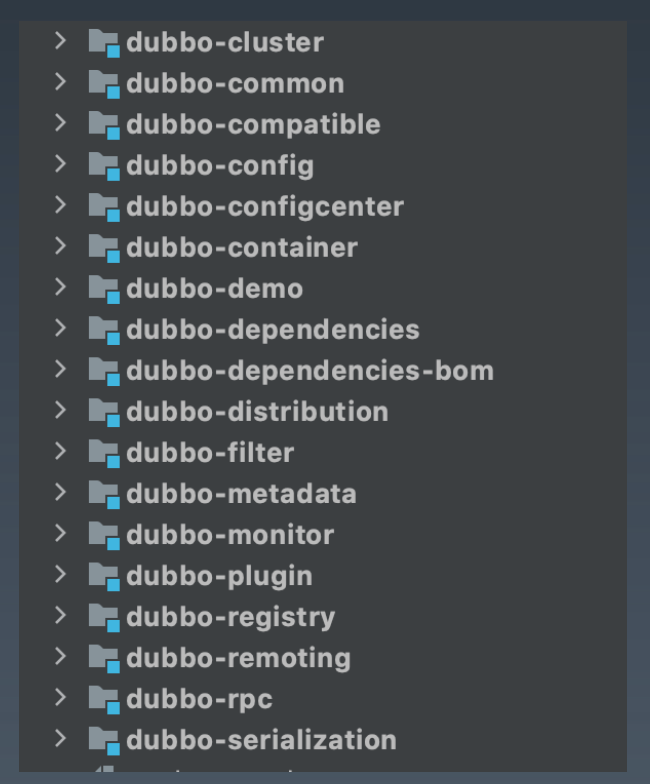 dubbo-cluster
dubbo-common
dubbo-compatible
dubbo-config
dubbo-configcenter
dubbo-container
dubbo-demo
dubbo-dependencies
dubbo-dependencies-bom
dubbo-distribution
dubbo-filter
dubbo-metadata
dubbo-monitor
dubbo-plugin
dubbo-registry
dubbo-remoting
dubbo-rpc
dubbo-serialization